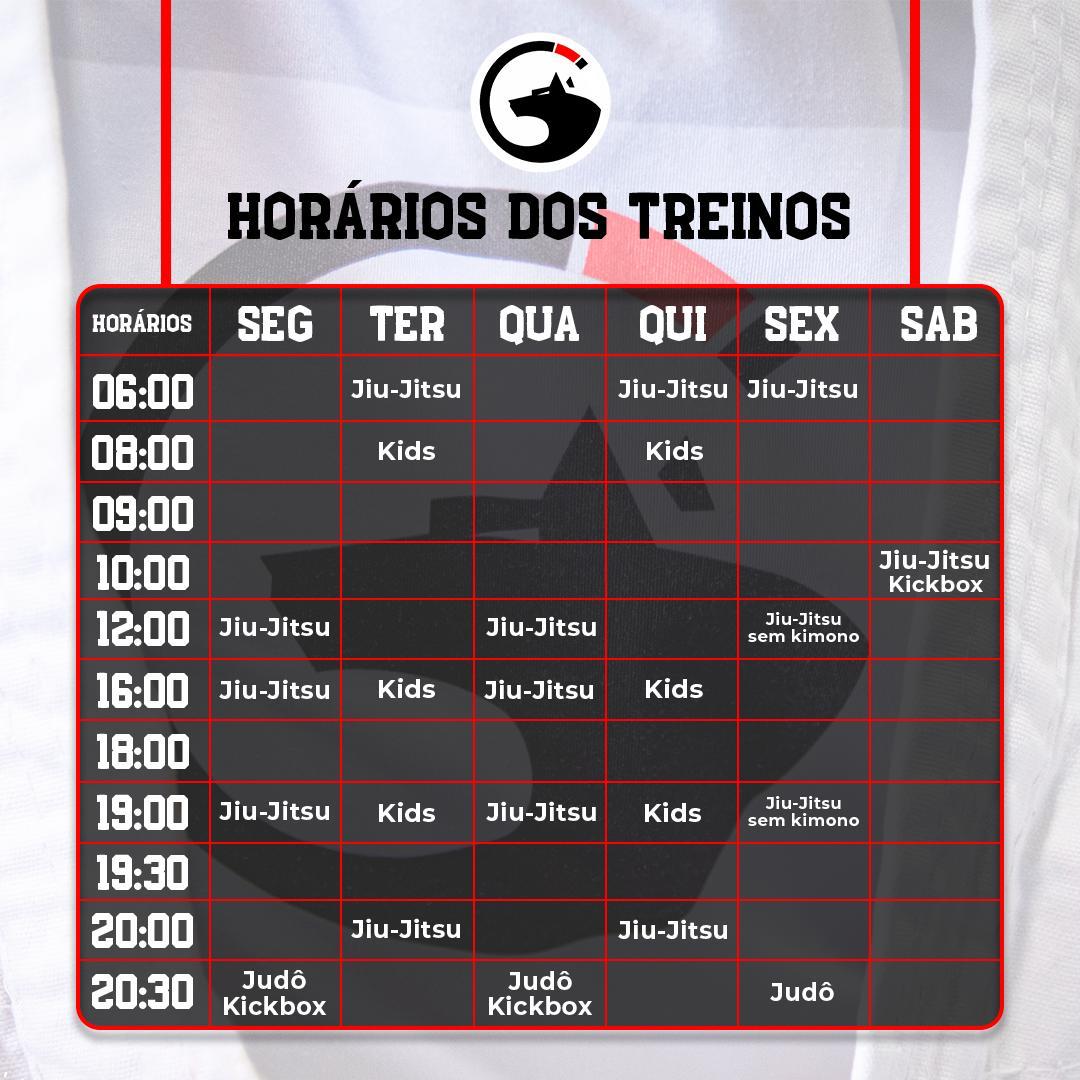 HORÁRIOS DOS TREINOS
HORÁRIOS SEG TER QUA QUI SEX SAB
06:00 Jiu-Jitsu Jiu-Jitsu Jiu-Jitsu
08:00 Kids Kids
09:00
10:00 Jiu-Jitsu
Kickbox
12:00 Jiu-Jitsu Jiu-Jitsu Jiu-Jitsu
sem kimono
16:00 Jiu-Jitsu Kids Jiu-Jitsu Kids
18:00
19:00 Jiu-Jitsu Kids Jiu-Jitsu Kids Jiu-Jitsu
sem kimono
19:30
20:00 Jiu-Jitsu Jiu-Jitsu
20:30 Judô Judô Judô
Kickbox Kickbox